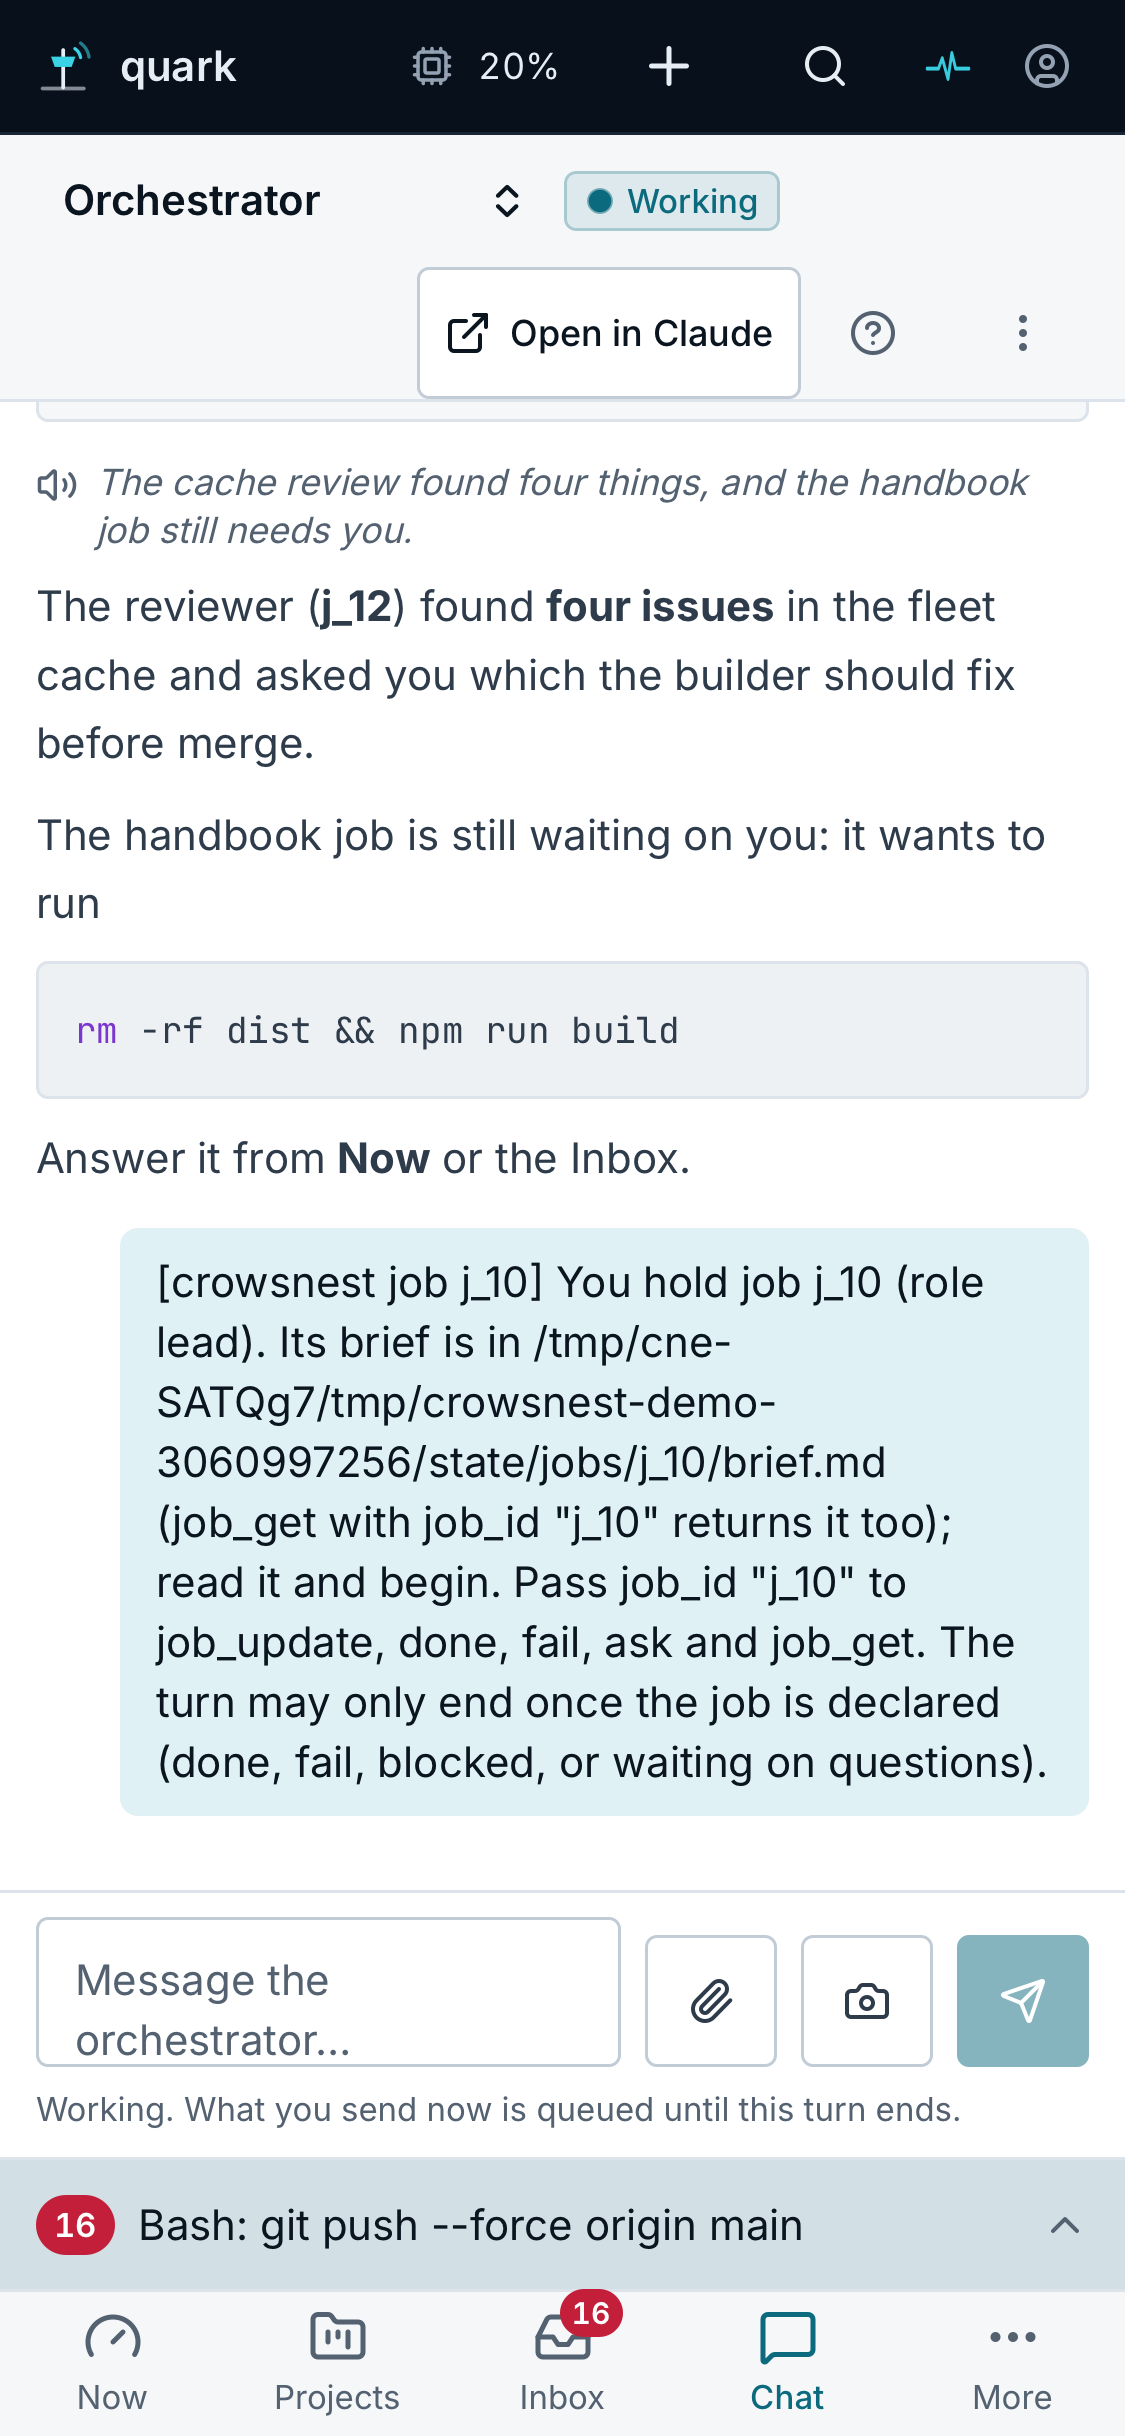 quark
20%
Orchestrator
Working
Open in Claude
The cache review found four things, and the handbook
job still needs you.
The reviewer (j_12) found four issues in the fleet
cache and asked you which the builder should fix
before merge.
The handbook job is still waiting on you: it wants to
run
rm -rf dist && npm run build
Answer it from Now or the Inbox.
[crowsnest job j_10] You hold job j_10 (role
lead). Its brief is in /tmp/cne-
SATQg7/tmp/crowsnest-demo-
3060997256/state/jobs/j_10/brief.md
(job_get with job_id "j_10" returns it too);
read it and begin. Pass job_id "j_10" to
job_update, done, fail, ask and job_get. The
turn may only end once the job is declared
(done, fail, blocked, or waiting on questions).
Message the
orchestrator...
Working. What you send now is queued until this turn ends.
16 Bash: git push --force origin main
16
Now
Projects
Inbox
Chat
More